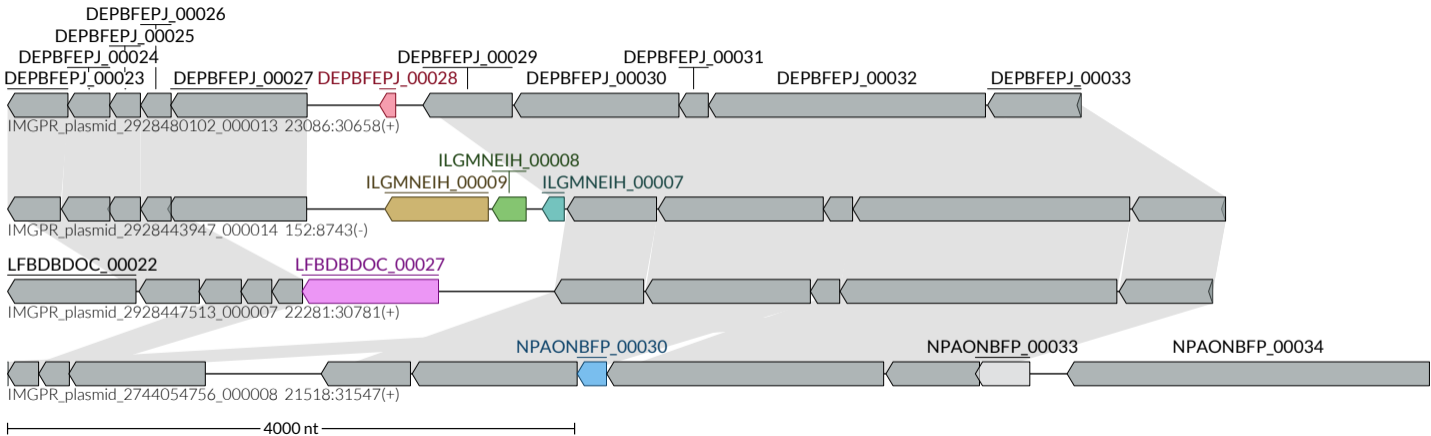 DEPBFEPJ_00026
DEPBFEPJ_00025
DEPBFEPJ_00024
DEPBFEPJ_00029
DEPBFEPJ_00031
DEPBFEPJ_00023
DEPBFEPJ_00027
DEPBFEPJ_00028
DEPBFEPJ_00030
DEPBFEPJ_00032
DEPBFEPJ_00033
IMGPR_plasmid_2928480102_000013 23086:30658(+)
ILGMNEIH_00008
ILGMNEIH_00009
ILGMNEIH_00007
IMGPR_plasmid_2928443947_000014 152:8743(-)
LFBDBDOC_00022
LFBDBDOC_00027
IMGPR_plasmid_2928447513_000007 22281:30781(+)
NPAONBFP_00030
NPAONBFP_00033
NPAONBFP_00034
IMGPR_plasmid_2744054756_000008 21518:31547(+)
4000 nt